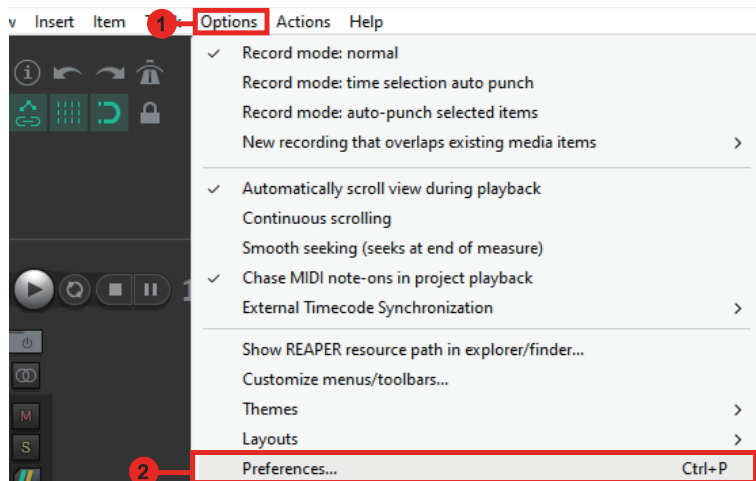 w Insert Item T k Options Actions Help
1
Record mode: normal
Record mode: time selection auto punch
Record mode: auto-punch selected items
New recording that overlaps existing media items
Automatically scroll view during playback
Continuous scrolling
Smooth seeking (seeks at end of measure)
Chase MIDI note-ons in project playback
External Timecode Synchronization
Show REAPER resource path in explorer/finder...
Customize menus/toolbars...
Themes
M
Layouts
S
2
Preferences... Ctrl+P